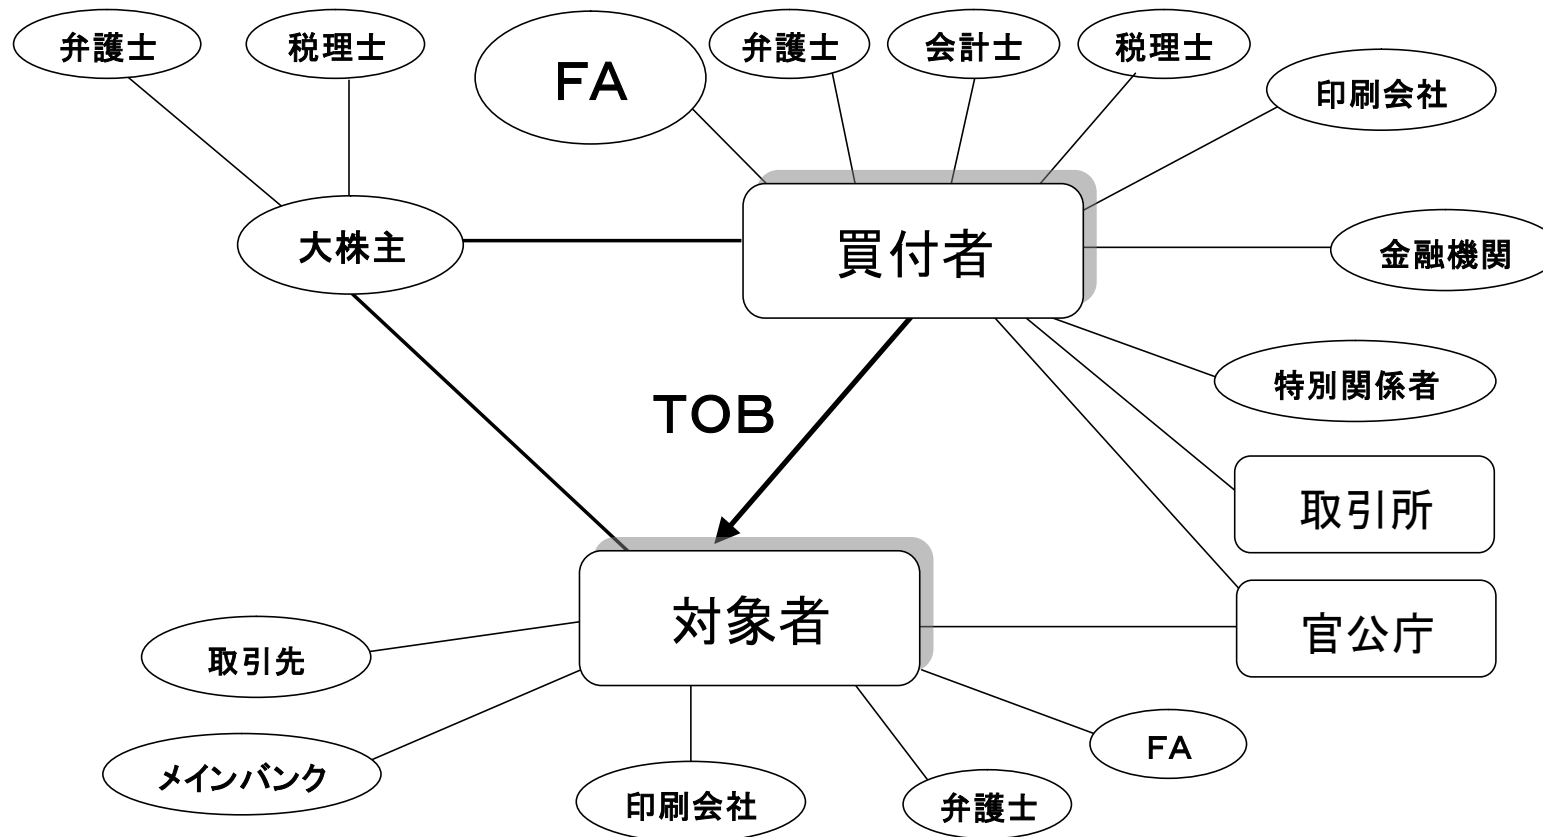 弁護士
税理士
FA
弁護士
会計士
税理士
印刷会社
大株主
買付者
金融機関
特別関係者
TOB
取引所
対象者
官公庁
取引先
メインバンク
印刷会社
弁護士
FA